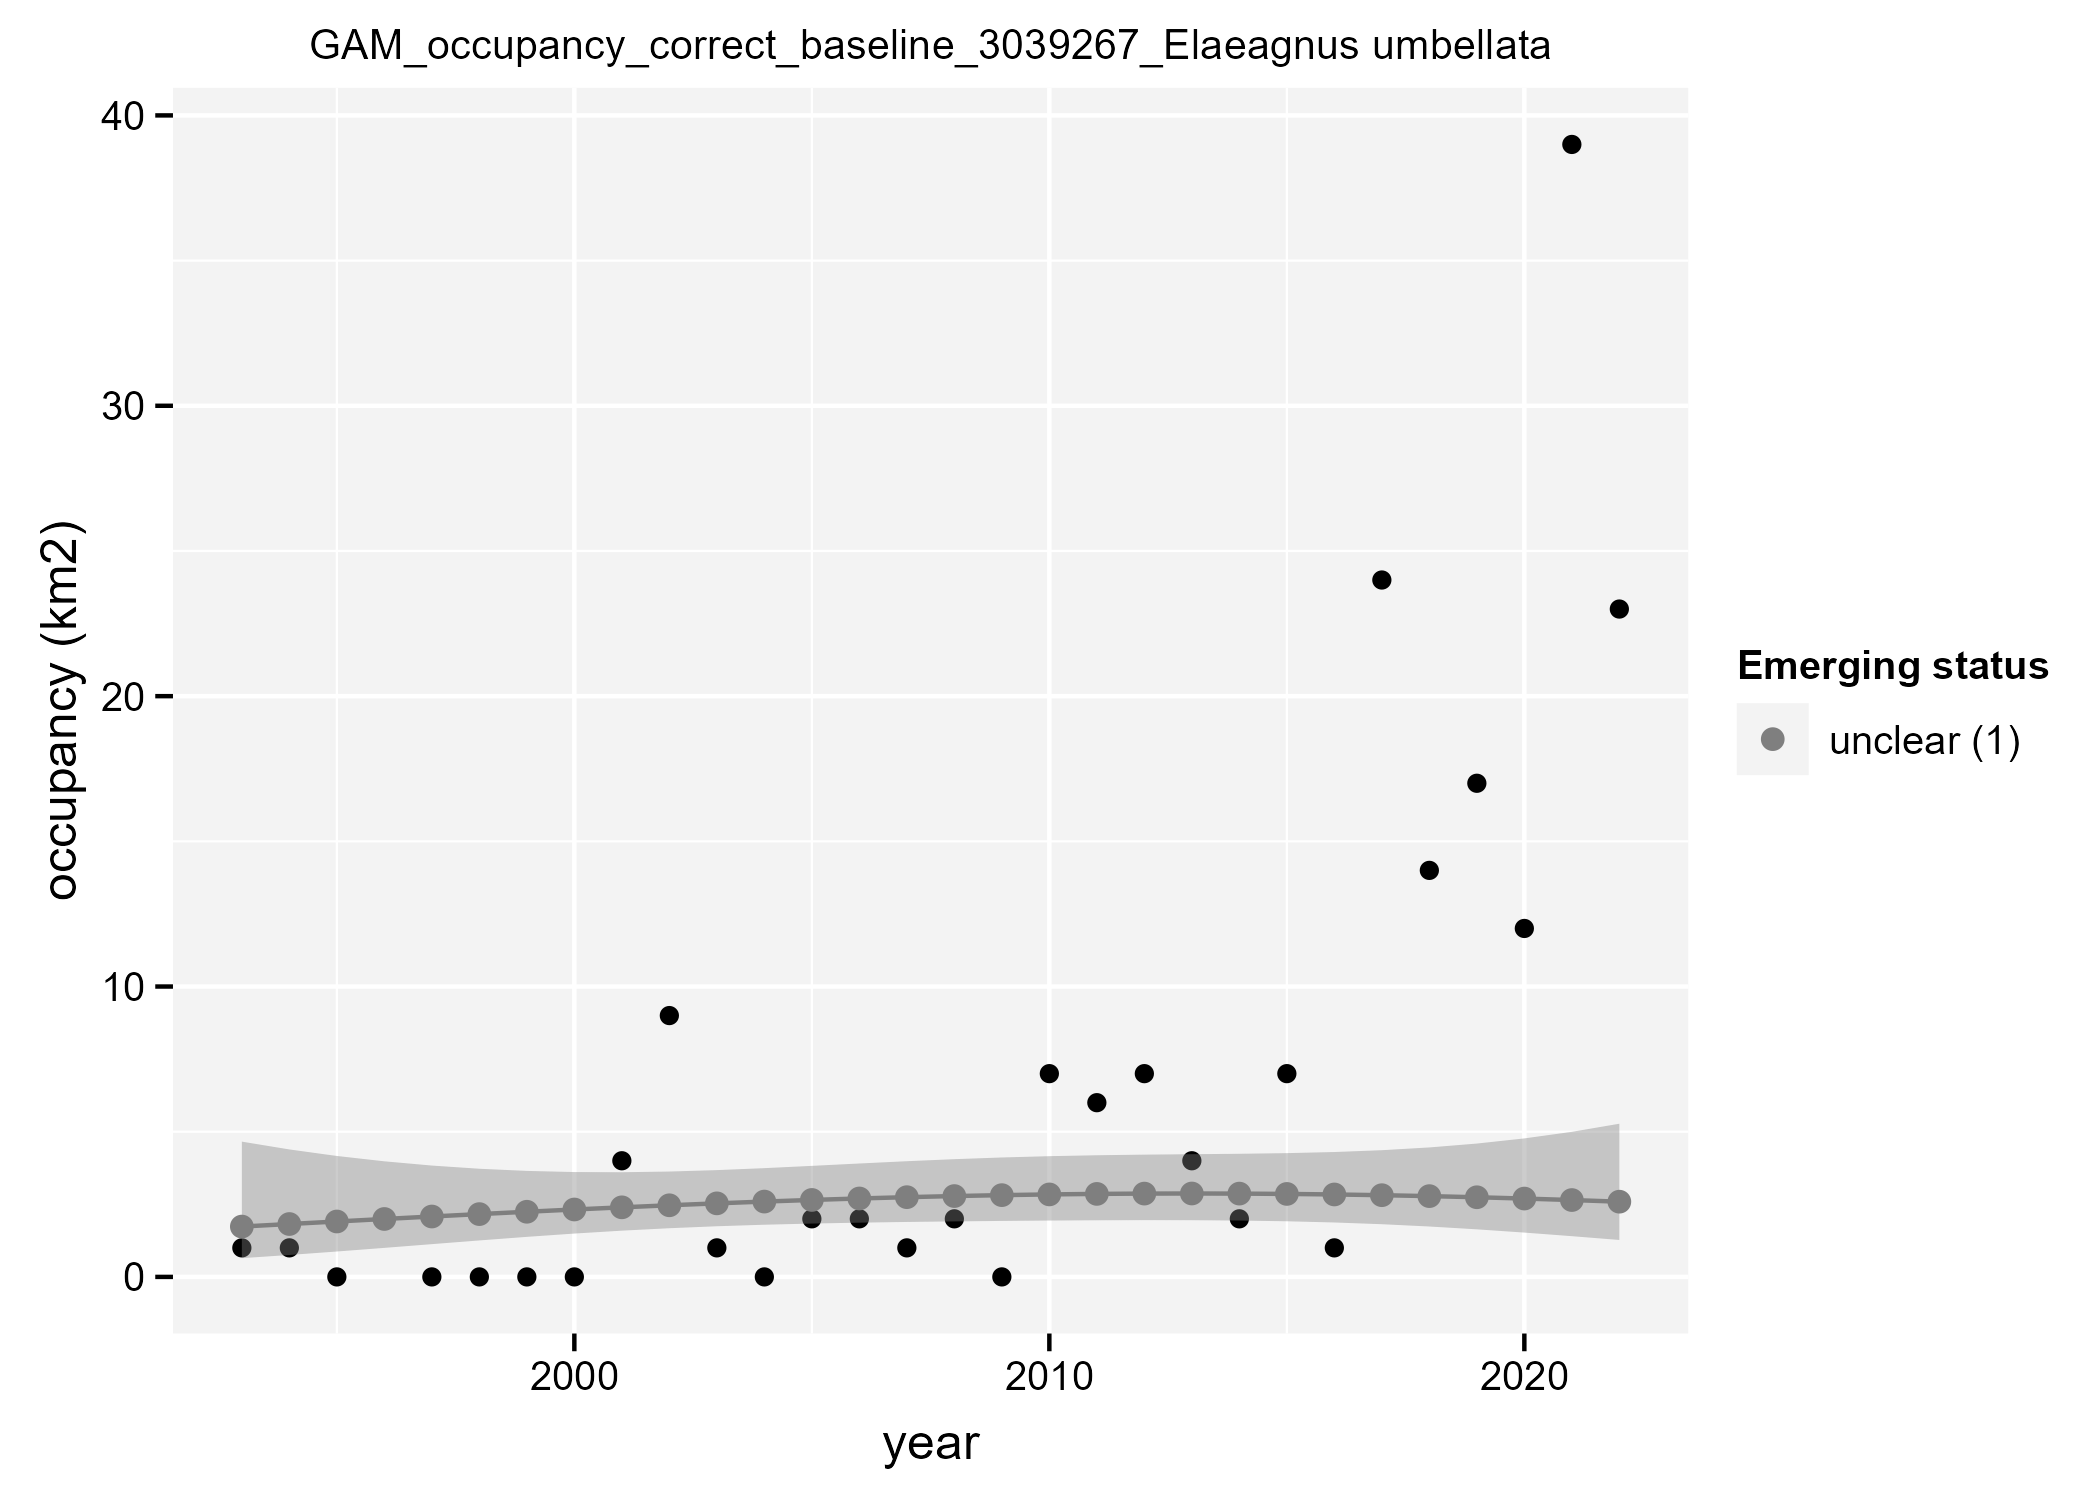 GAM_occupancy_correct_baseline_3039267_Elaeagnus umbellata
40
30
20
10
0
occupancy (km2)
2000
2010
2020
year
Emerging status
unclear (1)